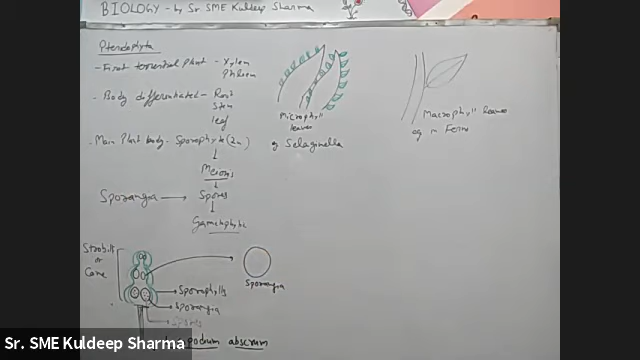 BIOLOGY - by Sr. SME Kuldeep Sharma
Pteridophyta
- First terrestrial plant - Xylem
Phloem
- Body differentiated - Root
Stem
leaf
- Main Plant body - Sporophyte (2n)
Meiosis
Sporangia → Spores
Gametophyte
Microphyll
leaves
eg Selaginella
Macrophyll leaves
eg in Ferns
Strobili
or
Cone
Sporophylls
Sporangia
Spores
Sporangia
Sr. SME Kuldeep Sharma